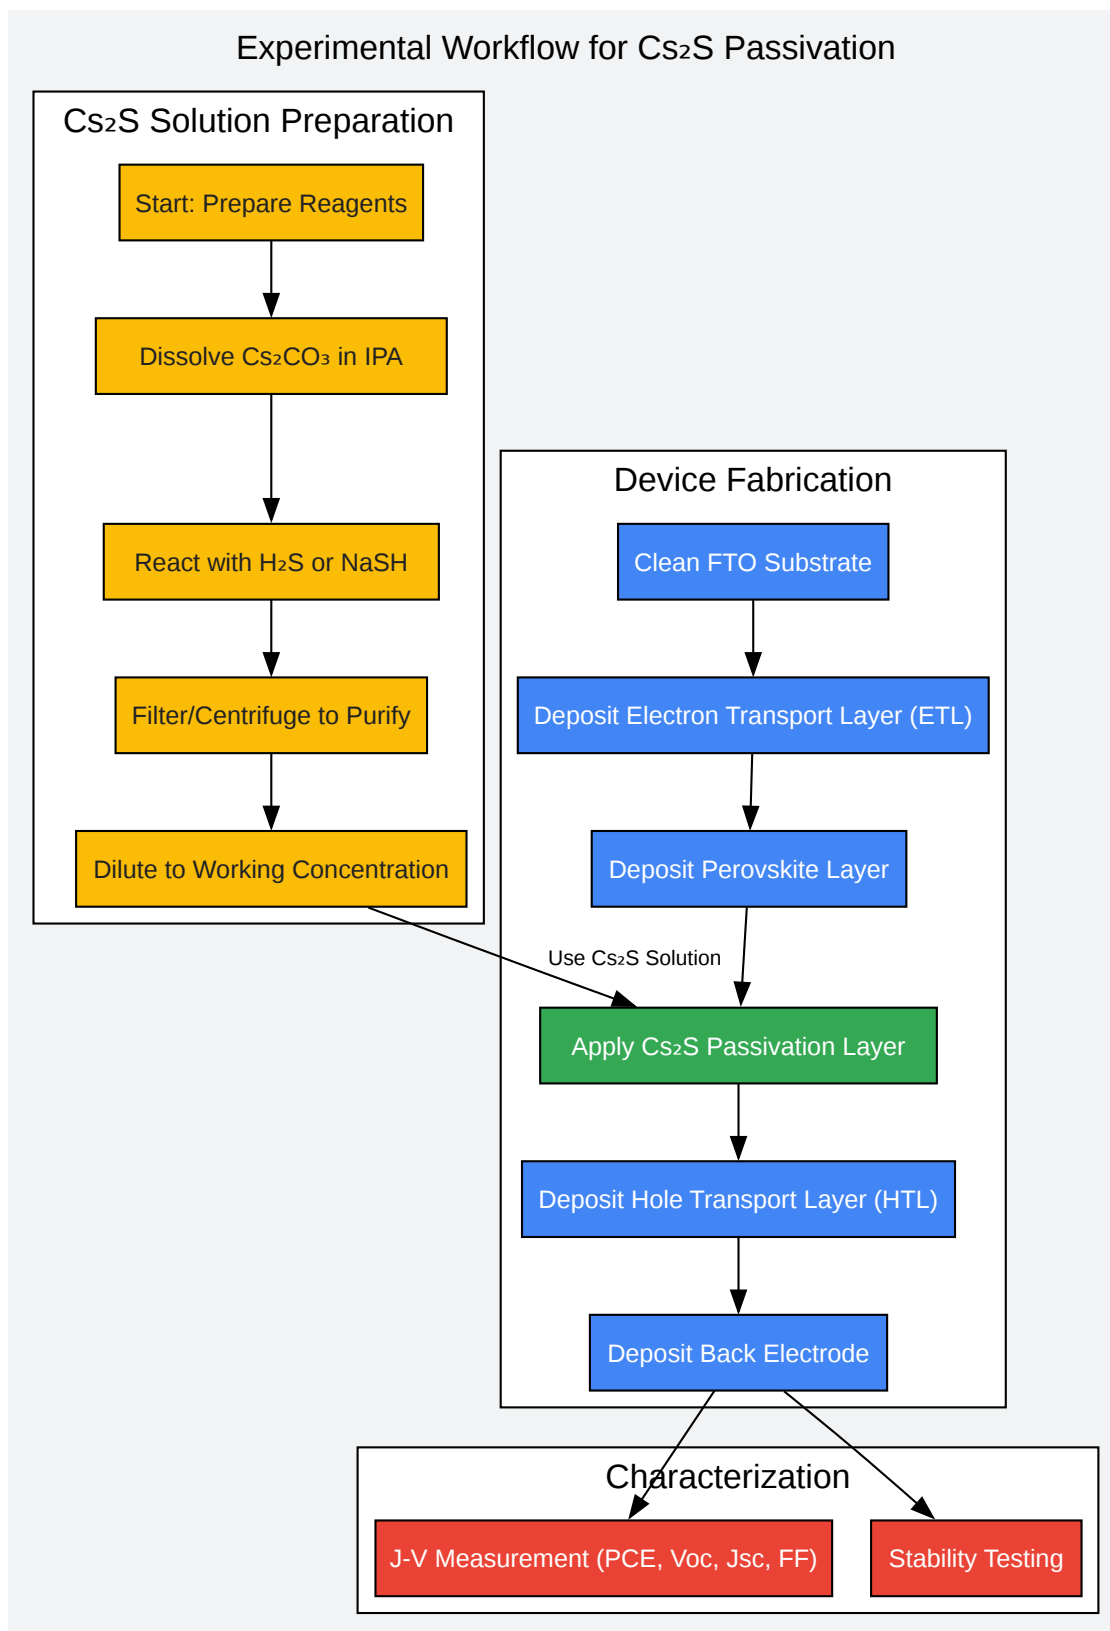 Experimental Workflow for Cs₂S Passivation
Cs₂S Solution Preparation
Start: Prepare Reagents
Dissolve Cs₂CO₃ in IPA
React with H₂S or NaSH
Filter/Centrifuge to Purify
Dilute to Working Concentration
Device Fabrication
Clean FTO Substrate
Deposit Electron Transport Layer (ETL)
Deposit Perovskite Layer
Use Cs₂S Solution
Apply Cs₂S Passivation Layer
Deposit Hole Transport Layer (HTL)
Deposit Back Electrode
Characterization
J-V Measurement (PCE, Voc, Jsc, FF)
Stability Testing